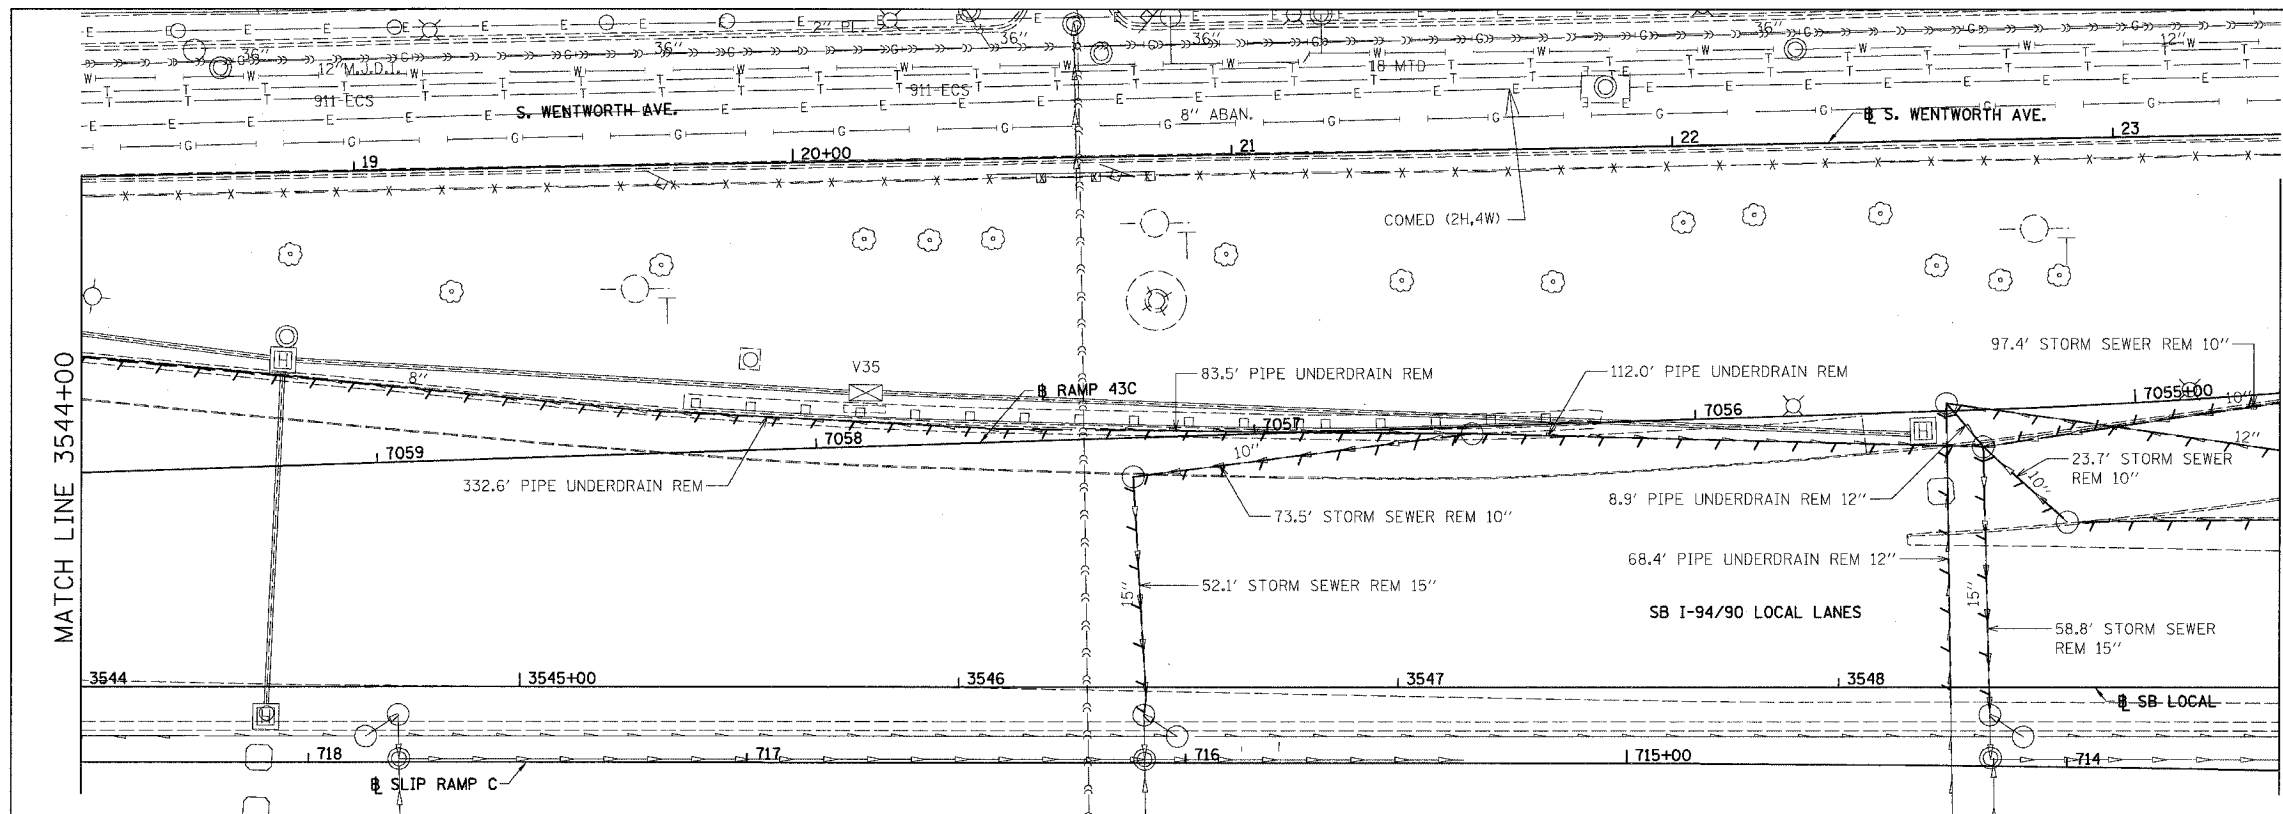 2" PL.
36"
36"
36"
36"
36"
12"
12" M.J.D.I.
18 MTD
911 ECS
911 ECS
S. WENTWORTH AVE.
8" ABAN.
℄ S. WENTWORTH AVE.
19
20+00
21
22
23
COMED (2H,4W)
MATCH LINE 354+00
97.4' STORM SEWER REM 10"
V35
8"
83.5' PIPE UNDERDRAIN REM
112.0' PIPE UNDERDRAIN REM
℄ RAMP 43C
H
H
7059
7058
7057
7056
7055+00
10"
10"
12"
332.6' PIPE UNDERDRAIN REM
73.5' STORM SEWER REM 10"
8.9' PIPE UNDERDRAIN REM 12"
23.7' STORM SEWER
REM 10"
10"
68.4' PIPE UNDERDRAIN REM 12"
15"
52.1' STORM SEWER REM 15"
SB I-94/90 LOCAL LANES
15"
58.8' STORM SEWER
REM 15"
3544
3545+00
3546
3547
3548
℄ SB LOCAL
718
717
716
715+00
714
℄ SLIP RAMP C